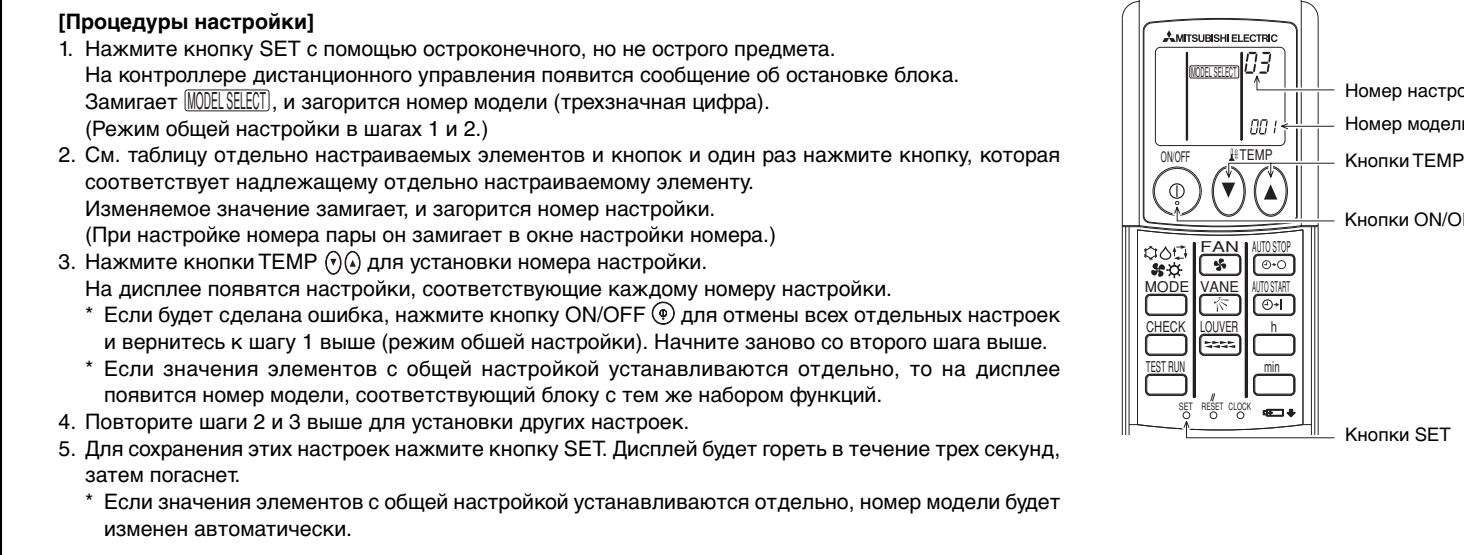 [Процедуры настройки]
1. Нажмите кнопку SET с помощью остроконечного, но не острого предмета.
На контроллере дистанционного управления появится сообщение об остановке блока.
Замигает MODEL SELECT, и загорится номер модели (трехзначная цифра).
(Режим общей настройки в шагах 1 и 2.)
2. См. таблицу отдельно настраиваемых элементов и кнопок и один раз нажмите кнопку, которая
соответствует надлежащему отдельно настраиваемому элементу.
Изменяемое значение замигает, и загорится номер настройки.
(При настройке номера пары он замигает в окне настройки номера.)
3. Нажмите кнопки TEMP ▼▲ для установки номера настройки.
На дисплее появятся настройки, соответствующие каждому номеру настройки.
* Если будет сделана ошибка, нажмите кнопку ON/OFF для отмены всех отдельных настроек
и вернитесь к шагу 1 выше (режим обшей настройки). Начните заново со второго шага выше.
* Если значения элементов с общей настройкой устанавливаются отдельно, то на дисплее
появится номер модели, соответствующий блоку с тем же набором функций.
4. Повторите шаги 2 и 3 выше для установки других настроек.
5. Для сохранения этих настроек нажмите кнопку SET. Дисплей будет гореть в течение трех секунд,
затем погаснет.
* Если значения элементов с общей настройкой устанавливаются отдельно, номер модели будет
изменен автоматически.
MITSUBISHI ELECTRIC
MODEL SELECT 03
001
ON/OFF TEMP
FAN AUTO STOP
MODE VANE AUTO START
CHECK LOUVER h
TEST RUN min
SET RESET CLOCK
Номер настро
Номер модели
Кнопки TEMP
Кнопки ON/O
Кнопки SET